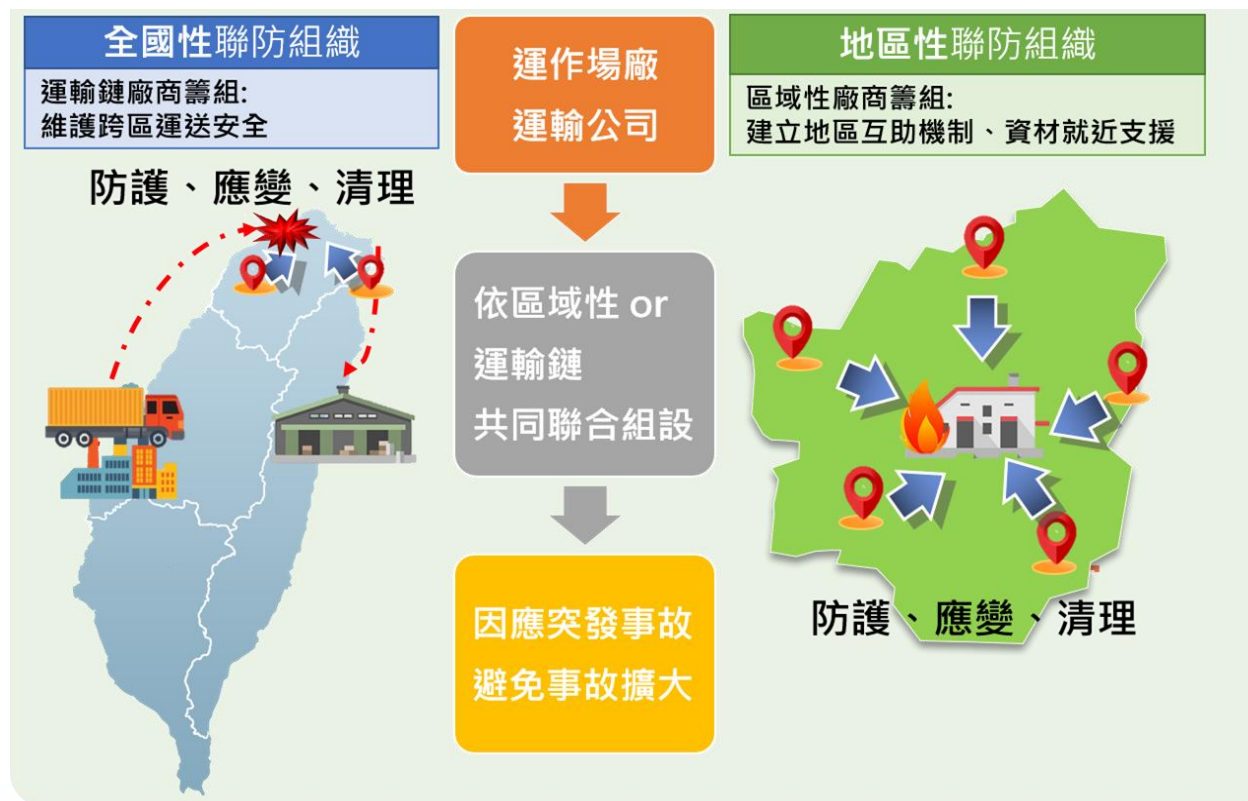 全國性聯防組織
運輸鏈廠商籌組:
維護跨區運送安全
防護、應變、清理
運作場廠
運輸公司
依區域性 or
運輸鏈
共同聯合組設
因應突發事故
避免事故擴大
地區性聯防組織
區域性廠商籌組:
建立地區互助機制、資材就近支援
防護、應變、清理